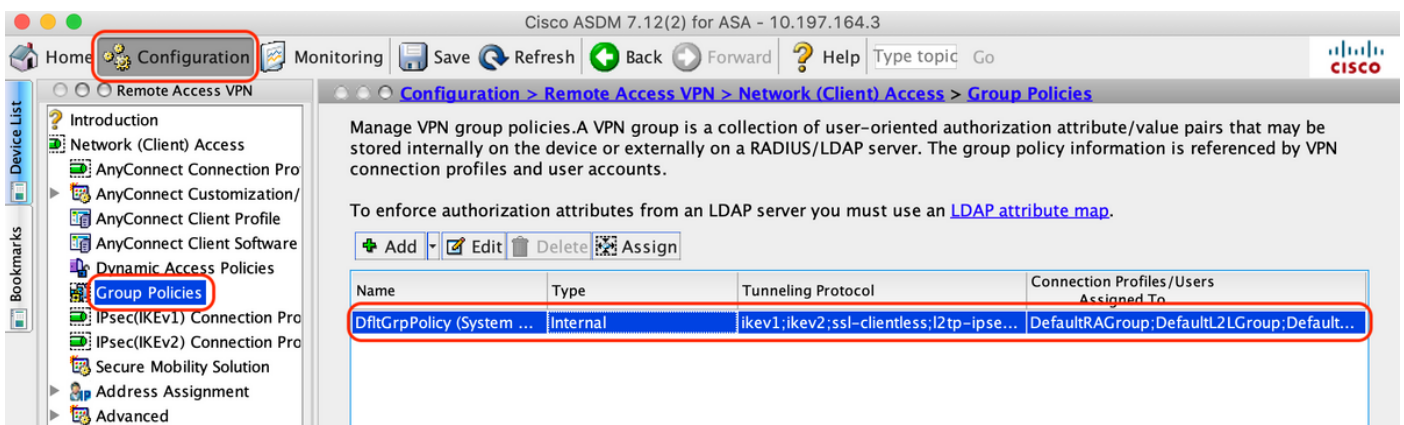 Cisco ASDM 7.12(2) for ASA - 10.197.164.3
Home Configuration Monitoring Save Refresh Back Forward Help Type topic Go
CISCO
Device List
Bookmarks
Remote Access VPN
Introduction
Network (Client) Access
AnyConnect Connection Pro
AnyConnect Customization/
AnyConnect Client Profile
AnyConnect Client Software
Dynamic Access Policies
Group Policies
IPsec(IKEv1) Connection Pro
IPsec(IKEv2) Connection Pro
Secure Mobility Solution
Address Assignment
Advanced
Configuration > Remote Access VPN > Network (Client) Access > Group Policies
Manage VPN group policies.A VPN group is a collection of user-oriented authorization attribute/value pairs that may be
stored internally on the device or externally on a RADIUS/LDAP server. The group policy information is referenced by VPN
connection profiles and user accounts.
To enforce authorization attributes from an LDAP server you must use an LDAP attribute map.
Add Edit Delete Assign
Name Type Tunneling Protocol Connection Profiles/Users
Assigned To
DfltGrpPolicy (System ... Internal ikev1;ikev2;ssl-clientless;l2tp-ipse... DefaultRAGroup;DefaultL2LGroup;Default...